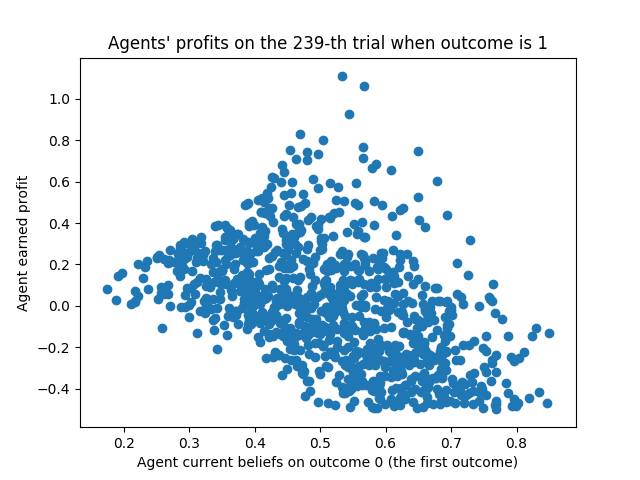 Agents' profits on the 239-th trial when outcome is 1
Agent earned profit
1.0
0.8
0.6
0.4
0.2
0.0
−0.2
−0.4
0.2 0.3 0.4 0.5 0.6 0.7 0.8
Agent current beliefs on outcome 0 (the first outcome)